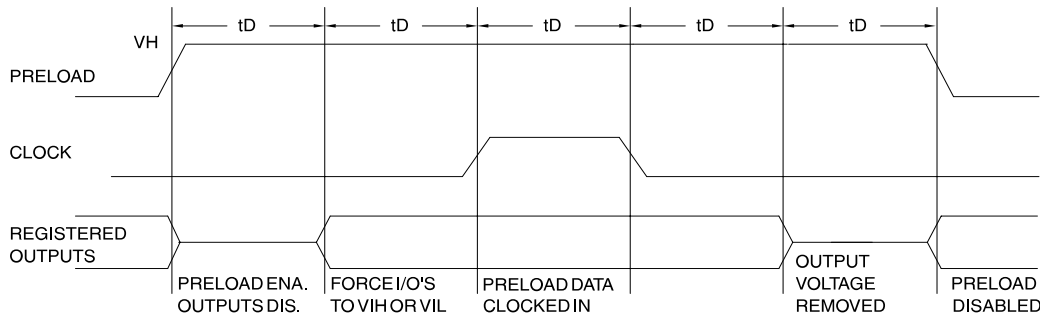 tD tD tD tD tD
VH
PRELOAD
CLOCK
REGISTERED
OUTPUTS
PRELOAD ENA.
OUTPUTS DIS.
FORCE I/O'S
TO VIH OR VIL
PRELOAD DATA
CLOCKED IN
OUTPUT
VOLTAGE
REMOVED
PRELOAD
DISABLED